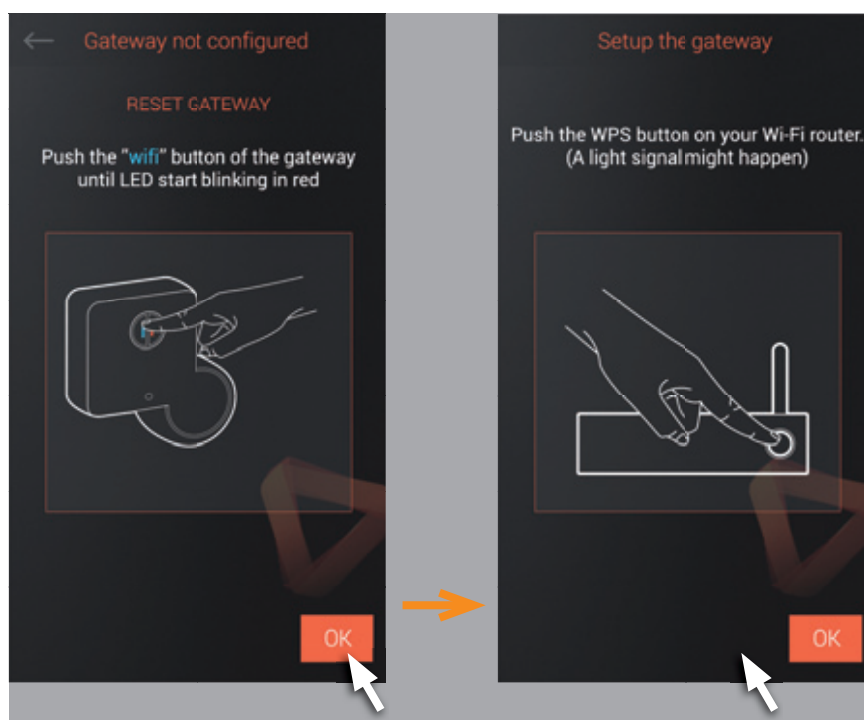 Gateway not configured
RESET GATEWAY
Push the "wifi" button of the gateway
until LED start blinking in red
OK
Setup the gateway
Push the WPS button on your Wi-Fi router.
(A light signal might happen)
OK